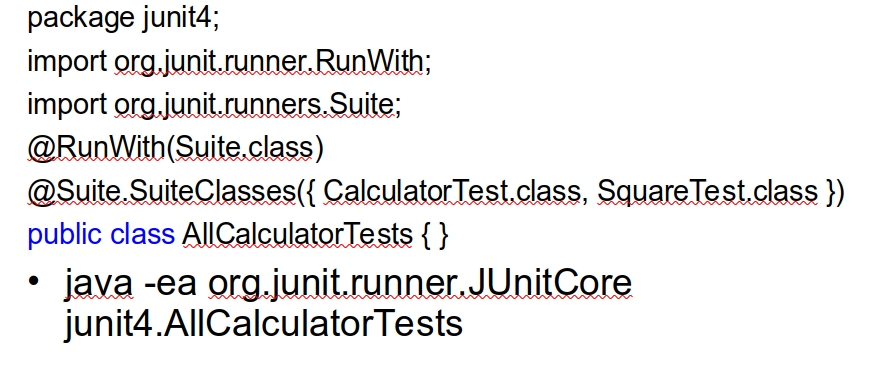 package junit4;
import org.junit.runner.RunWith;
import org.junit.runners.Suite;
@RunWith(Suite.class)
@Suite.SuiteClasses({ CalculatorTest.class, SquareTest.class })
public class AllCalculatorTests { }
• java -ea org.junit.runner.JUnitCore
junit4.AllCalculatorTests